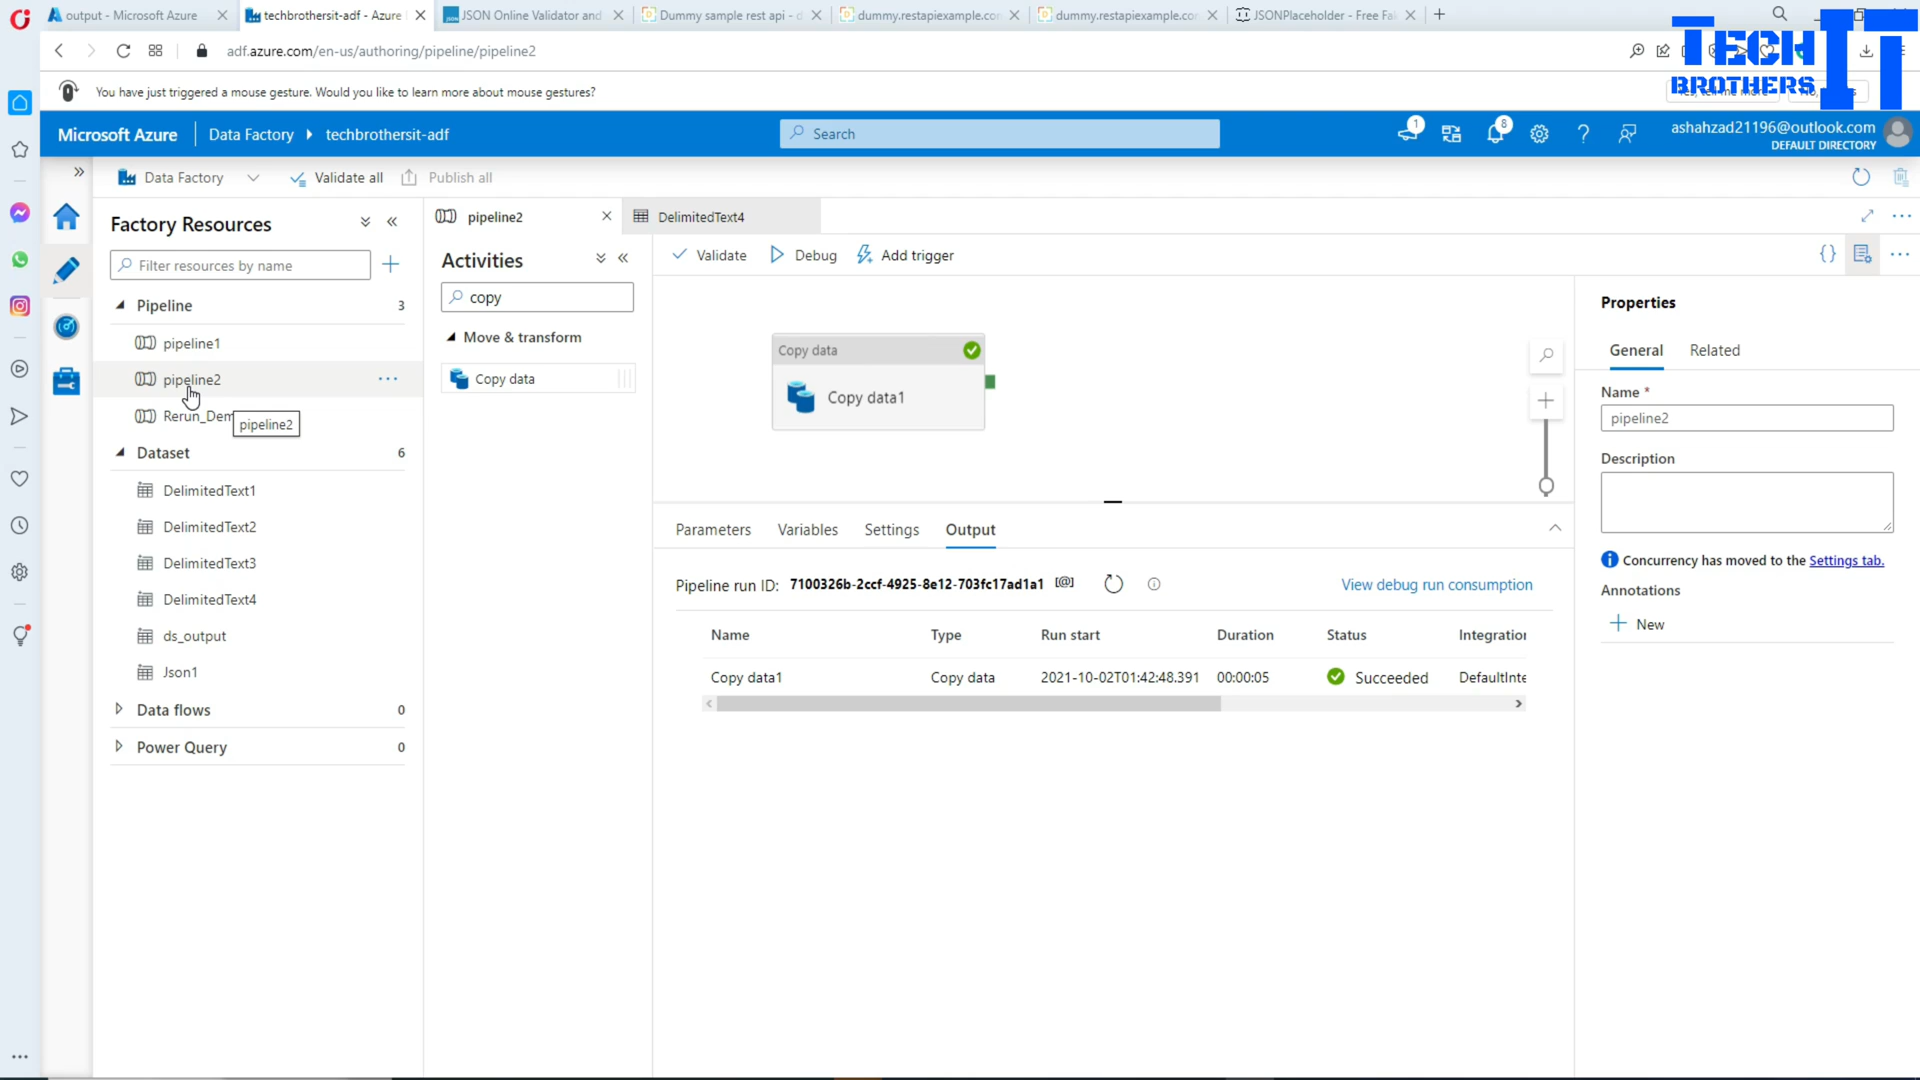 output - Microsoft Azure
techbrothersit-adf - Azure
JSON Online Validator and
Dummy sample rest api - d
dummy.restapiexample.co
dummy.restapiexample.co
JSONPlaceholder - Free Fa
TECH IT
BROTHERS
adf.azure.com/en-us/authoring/pipeline/pipeline2
You have just triggered a mouse gesture. Would you like to learn more about mouse gestures?
Microsoft Azure
Data Factory
techbrothersit-adf
Search
1
8
ashahzad21196@outlook.com
DEFAULT DIRECTORY
Data Factory
Validate all
Publish all
Factory Resources
pipeline2
DelimitedText4
Filter resources by name
Activities
Validate
Debug
Add trigger
copy
Pipeline 3
Move & transform
pipeline1
Copy data
pipeline2
Rerun_Dem
pipeline2
Copy data
Copy data1
Properties
General
Related
Name *
pipeline2
Description
Concurrency has moved to the Settings tab.
Annotations
New
Dataset 6
DelimitedText1
DelimitedText2
DelimitedText3
DelimitedText4
ds_output
Json1
Data flows 0
Power Query 0
Parameters
Variables
Settings
Output
Pipeline run ID: 7100326b-2ccf-4925-8e12-703fc17ad1a1
View debug run consumption
Name Type Run start Duration Status Integration
Copy data1 Copy data 2021-10-02T01:42:48.391 00:00:05 Succeeded DefaultInte